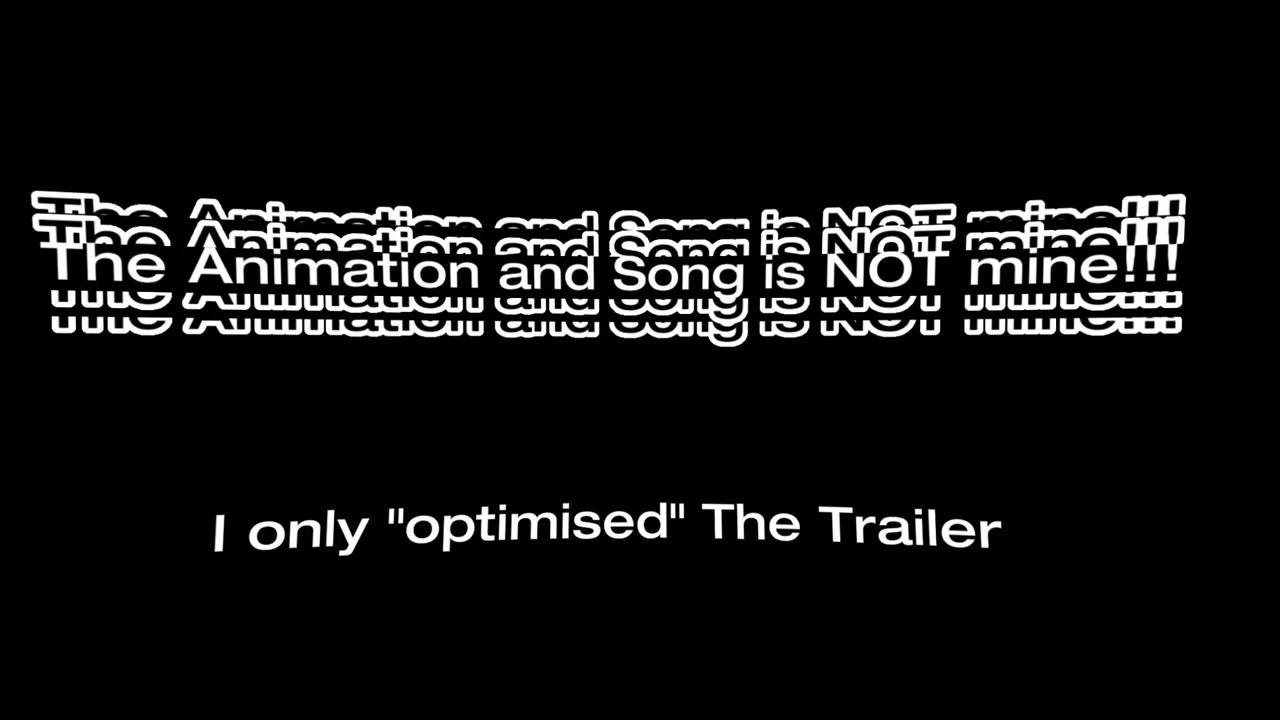 The Animation and Song is NOT mine!!!
I only "optimised" The Trailer